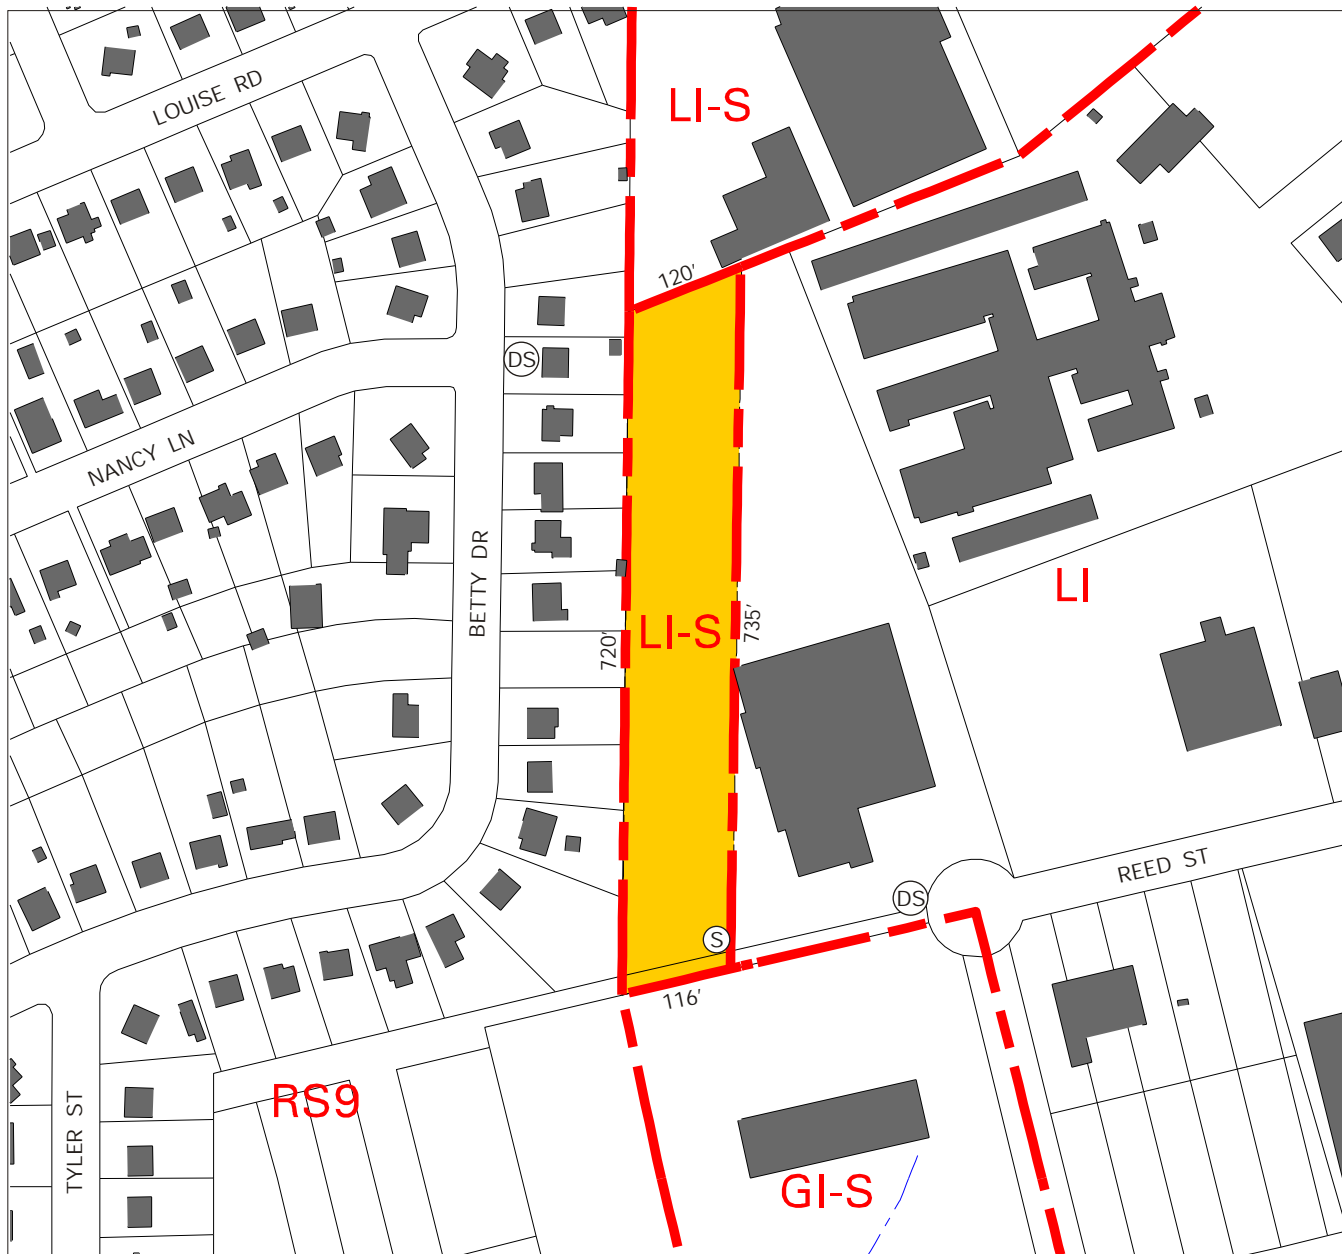 LOUISE RD
LI-S
120'
DS
NANCY LN
BETTY DR
LI
LI-S
720'
735'
REED ST
DS
S
116'
RS9
TYLER ST
GI-S